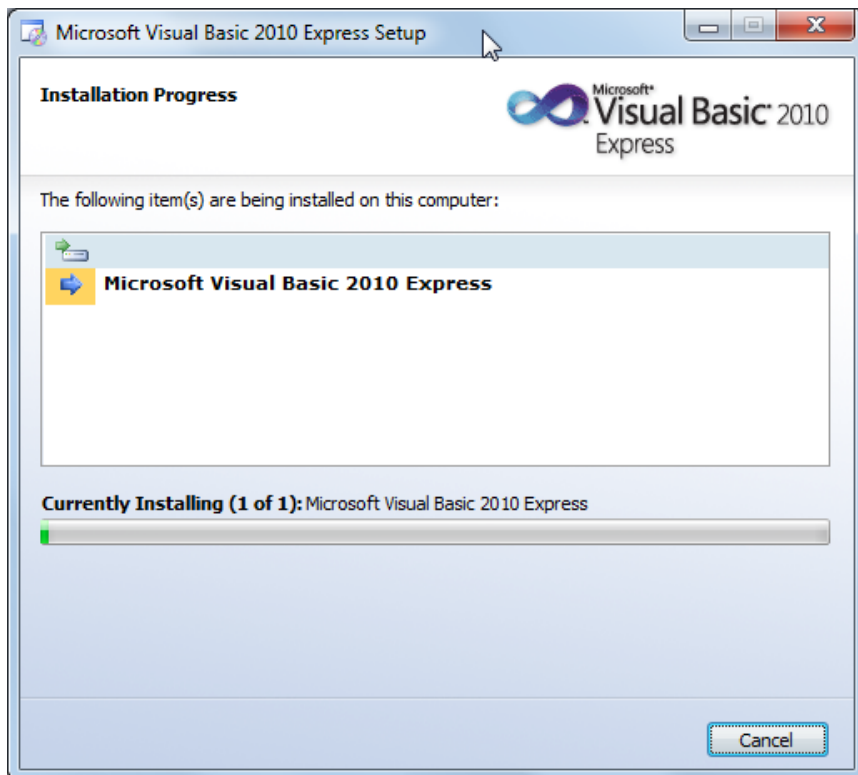 Microsoft Visual Basic 2010 Express Setup
Installation Progress
Microsoft®
Visual Basic® 2010
Express
The following item(s) are being installed on this computer:
Microsoft Visual Basic 2010 Express
Currently Installing (1 of 1): Microsoft Visual Basic 2010 Express
Cancel